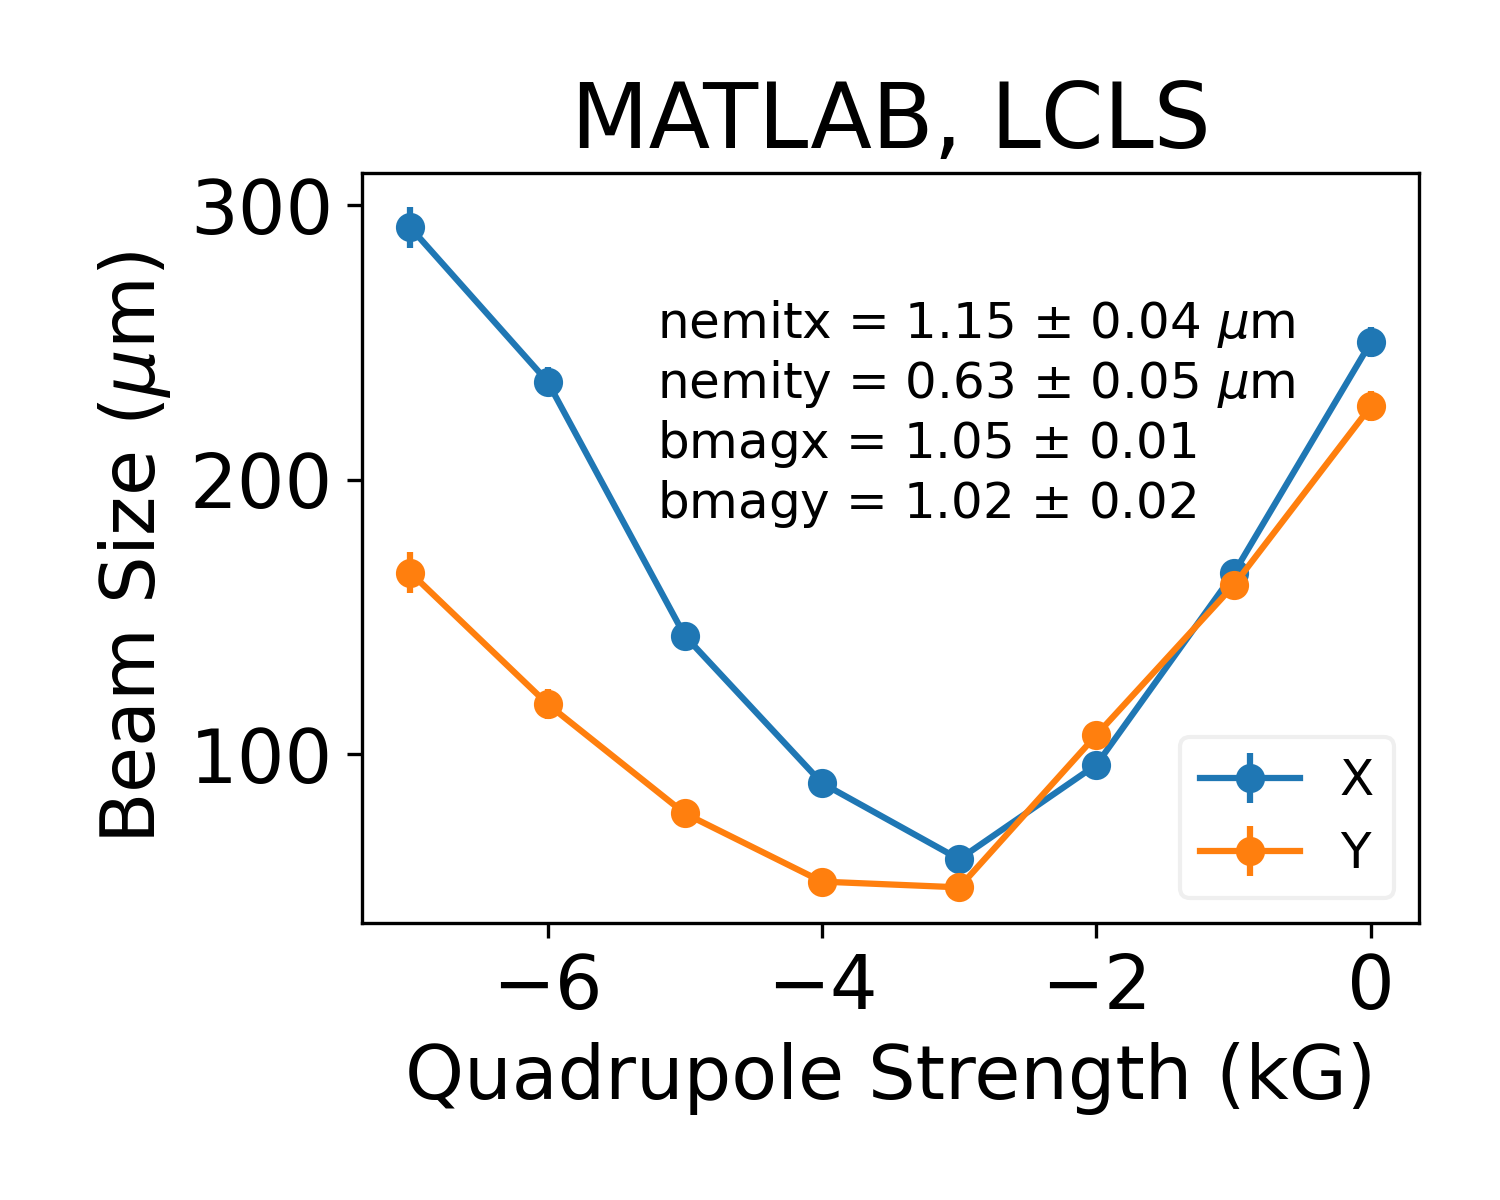 MATLAB, LCLS
Beam Size (μm)
300
200
100
nemitx = 1.15 ± 0.04 μm
nemity = 0.63 ± 0.05 μm
bmagx = 1.05 ± 0.01
bmagy = 1.02 ± 0.02
X
Y
−6 −4 −2 0
Quadrupole Strength (kG)